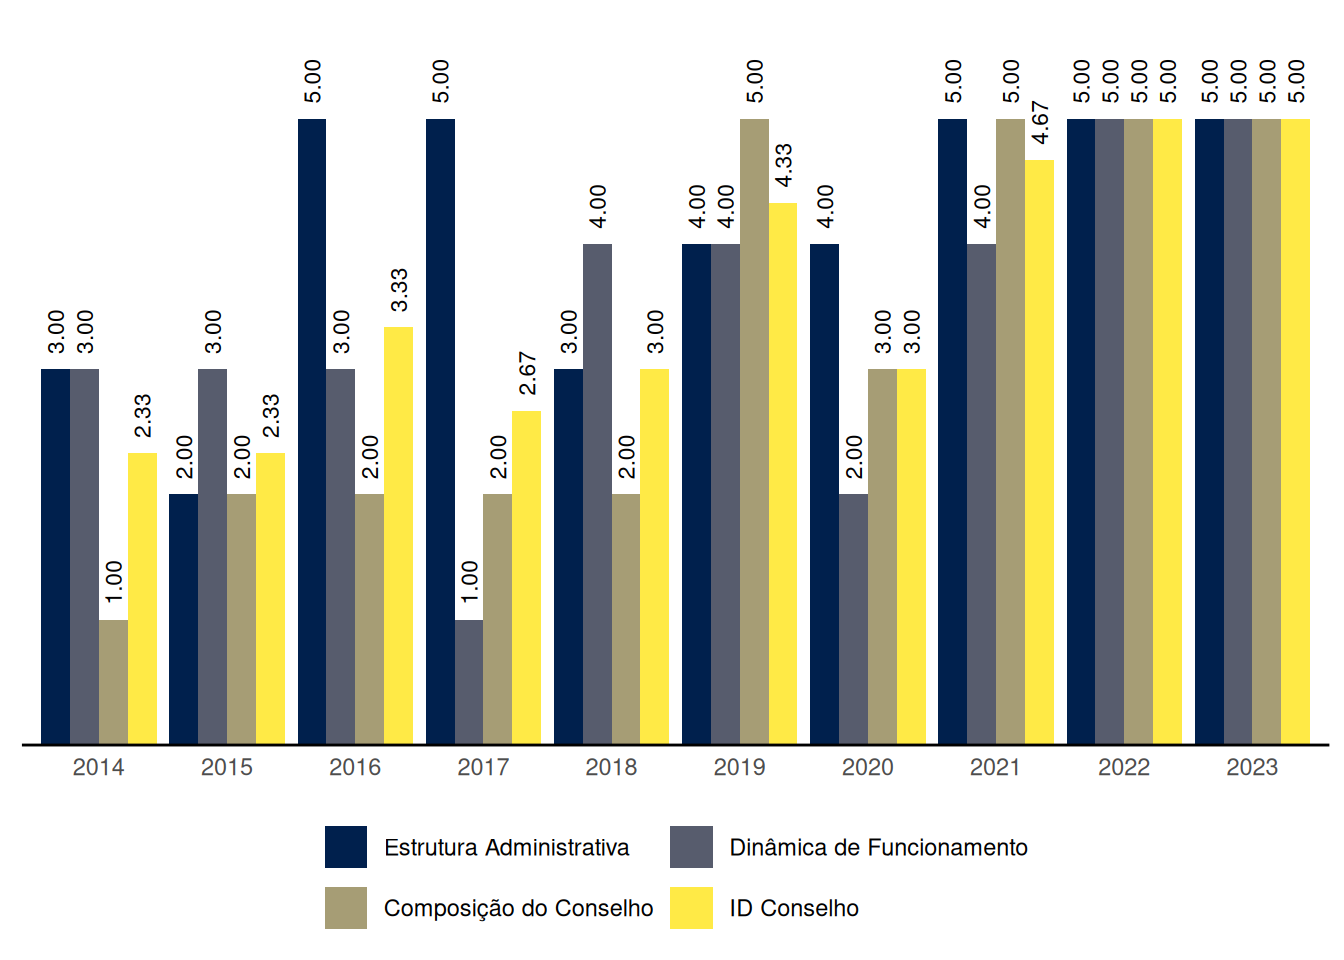 3.00 3.00 1.00 2.33 2.00 3.00 2.00 2.33 5.00 3.00 2.00 3.33 5.00 1.00 2.00 2.67 3.00 4.00 2.00 3.00 4.00 4.00 5.00 4.33 4.00 2.00 3.00 3.00 5.00 4.00 5.00 4.67 5.00 5.00 5.00 5.00 5.00 5.00 5.00 5.00
2014 2015 2016 2017 2018 2019 2020 2021 2022 2023
Estrutura Administrativa Dinâmica de Funcionamento
Composição do Conselho ID Conselho